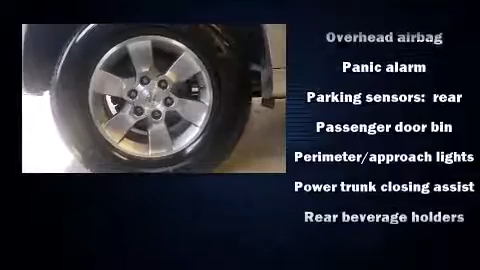 Overhead airbag
Panic alarm
Parking sensors: rear
Passenger door bin
Perimeter/approach lights
Power trunk closing assist
Rear beverage holders